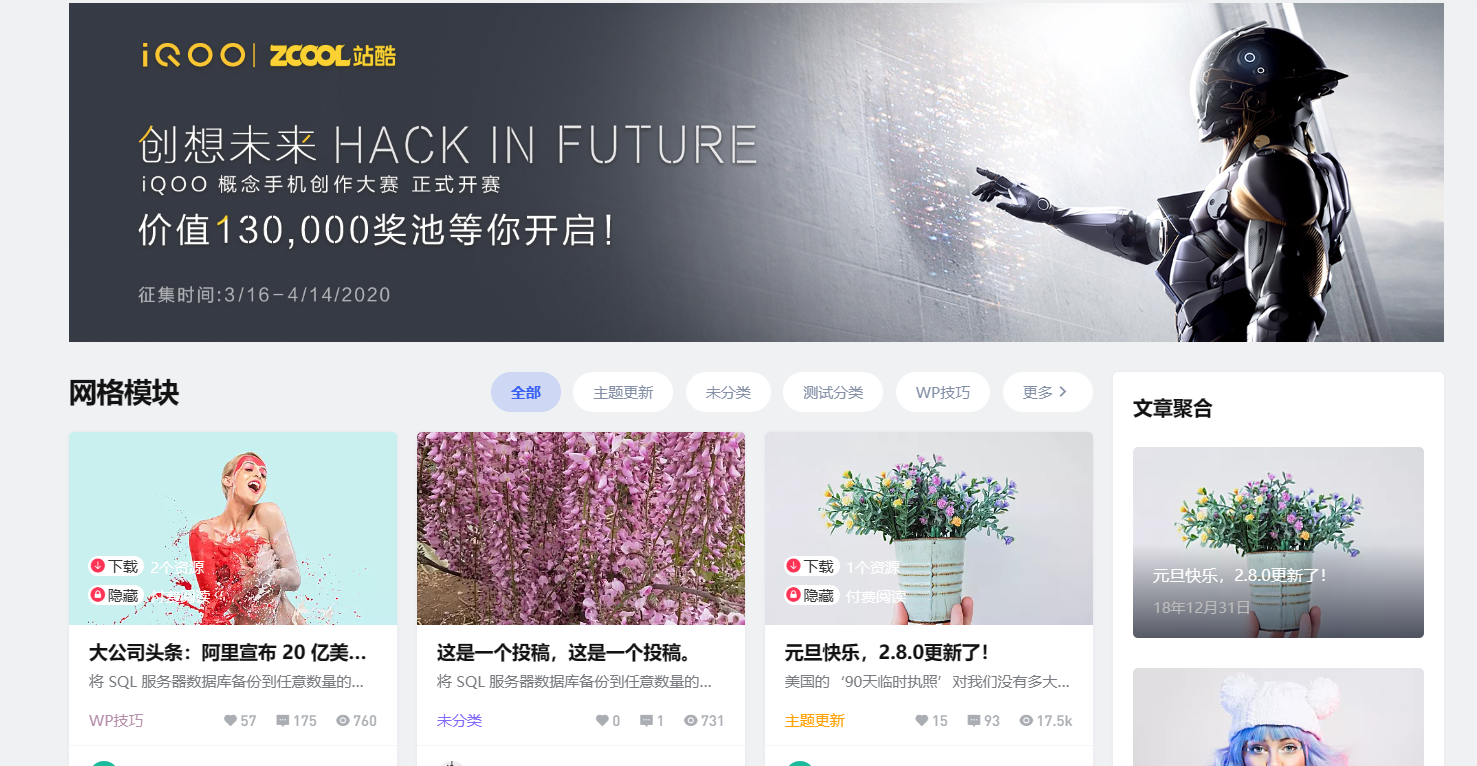 iQOO | ZCOOL站酷
创想未来 HACK IN FUTURE
iQOO 概念手机创作大赛 正式开赛
价值130,000奖池等你开启！
征集时间:3/16-4/14/2020
网格模块
全部
主题更新
未分类
测试分类
WP技巧
更多
下载 2个资源
隐藏 付费阅读
大公司头条：阿里宣布 20 亿美...
将 SQL 服务器数据库备份到任意数量的...
WP技巧 57 175 760
这是一个投稿，这是一个投稿。
将 SQL 服务器数据库备份到任意数量的...
未分类 0 1 731
下载 1个资源
隐藏 付费阅读
元旦快乐，2.8.0更新了！
美国的‘90天临时执照’对我们没有多大...
主题更新 15 93 17.5k
文章聚合
元旦快乐，2.8.0更新了！
18年12月31日